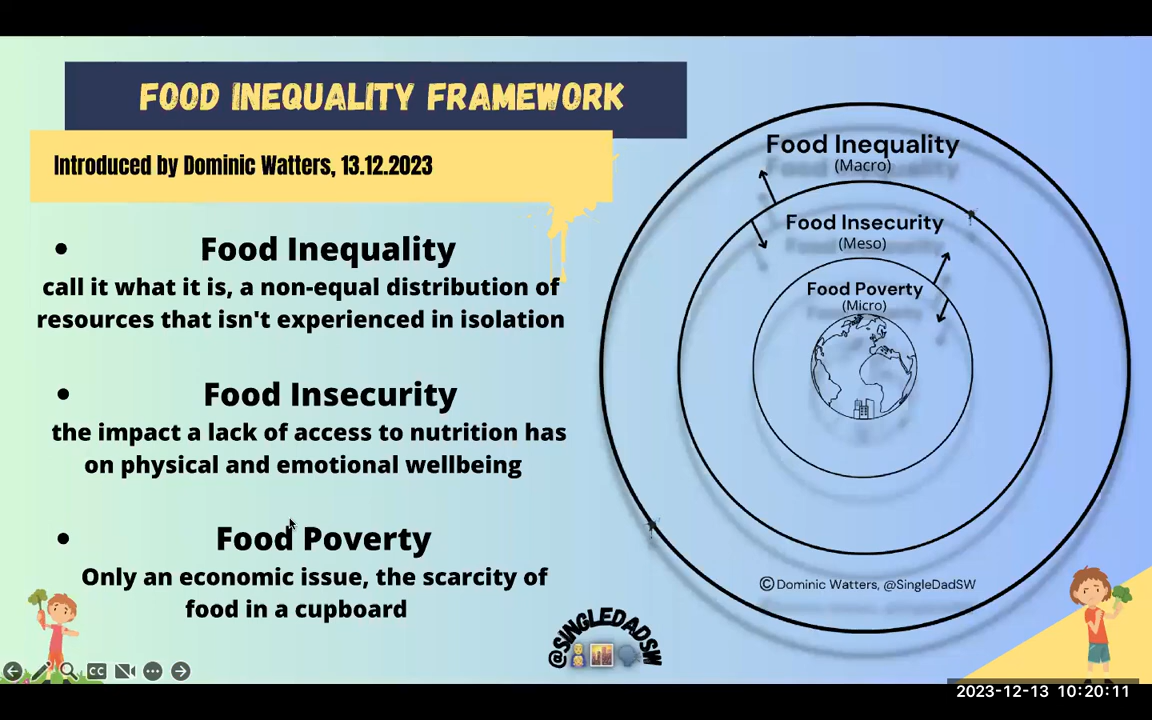 FOOD INEQUALITY FRAMEWORK
Introduced by Dominic Watters, 13.12.2023
• Food Inequality
call it what it is, a non-equal distribution of
resources that isn't experienced in isolation
• Food Insecurity
the impact a lack of access to nutrition has
on physical and emotional wellbeing
• Food Poverty
Only an economic issue, the scarcity of
food in a cupboard
Food Inequality
(Macro)
Food Insecurity
(Meso)
Food Poverty
(Micro)
© Dominic Watters, @SingleDadSW
@SINGLEDADSW
CC
2023-12-13 10:20:11